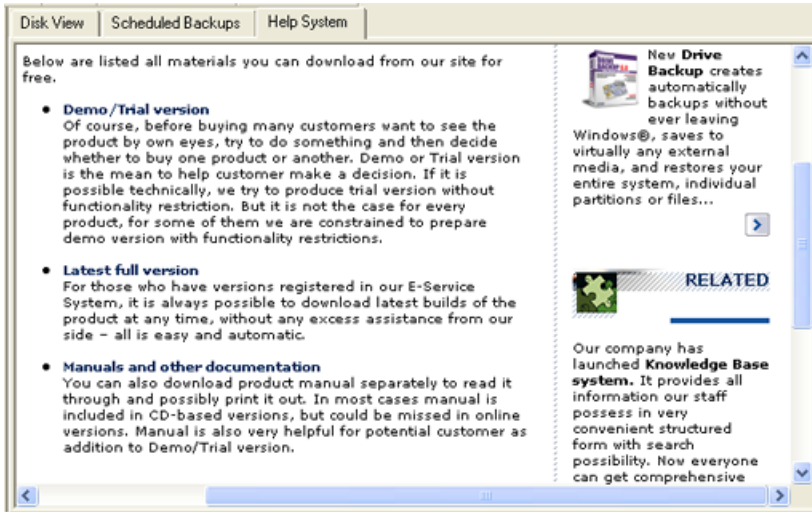 Disk View
Scheduled Backups
Help System
Below are listed all materials you can download from our site for
free.
Demo/Trial version
Of course, before buying many customers want to see the
product by own eyes, try to do something and then decide
whether to buy one product or another. Demo or Trial version
is the mean to help customer make a decision. If it is
possible technically, we try to produce trial version without
functionality restriction. But it is not the case for every
product, for some of them we are constrained to prepare
demo version with functionality restrictions.
Latest full version
For those who have versions registered in our E-Service
System, it is always possible to download latest builds of the
product at any time, without any excess assistance from our
side – all is easy and automatic.
Manuals and other documentation
You can also download product manual separately to read it
through and possibly print it out. In most cases manual is
included in CD-based versions, but could be missed in online
versions. Manual is also very helpful for potential customer as
addition to Demo/Trial version.
New Drive
Backup creates
automatically
backups without
ever leaving
Windows®, saves to
virtually any external
media, and restores your
entire system, individual
partitions or files...
RELATED
Our company has
launched Knowledge Base
system. It provides all
information our staff
possess in very
convenient structured
form with search
possibility. Now everyone
can get comprehensive